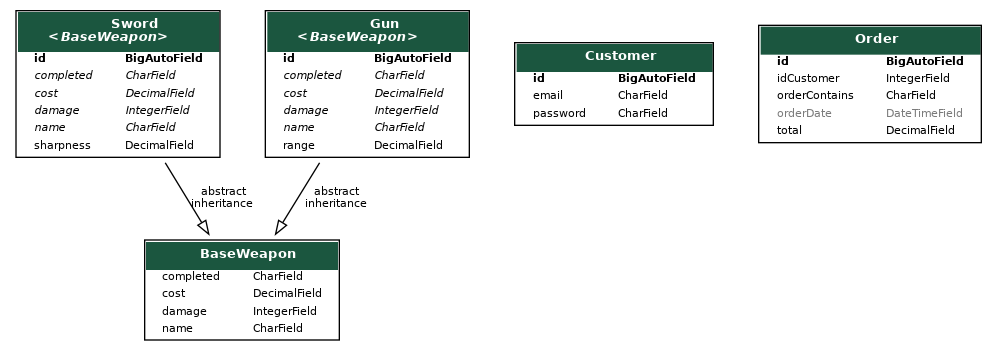 Sword
<BaseWeapon>
id BigAutoField
completed CharField
cost DecimalField
damage IntegerField
name CharField
sharpness DecimalField
Gun
<BaseWeapon>
id BigAutoField
completed CharField
cost DecimalField
damage IntegerField
name CharField
range DecimalField
Customer
id BigAutoField
email CharField
password CharField
Order
id BigAutoField
idCustomer IntegerField
orderContains CharField
orderDate DateTimeField
total DecimalField
abstract
inheritance
abstract
inheritance
BaseWeapon
completed CharField
cost DecimalField
damage IntegerField
name CharField